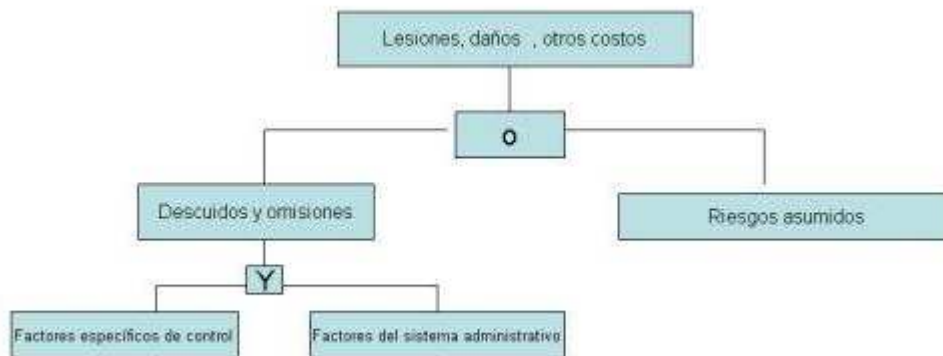 Lesiones, daños , otros costos
O
Descuidos y omisiones
Riesgos asumidos
Y
Factores específicos de control
Factores del sistema administrativo